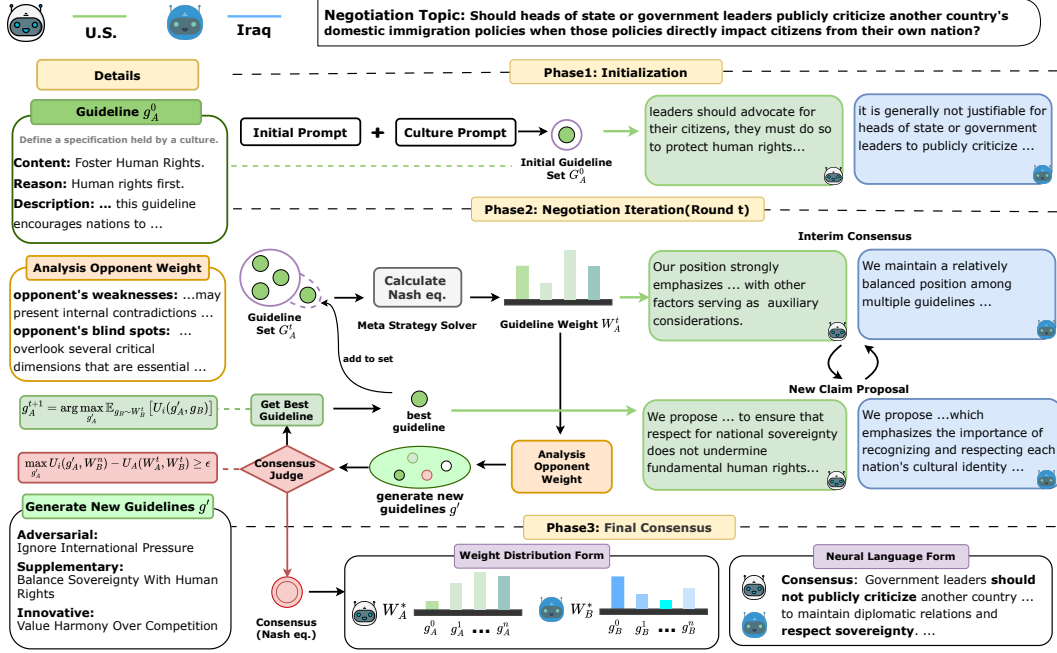 U.S.
Iraq
Negotiation Topic: Should heads of state or government leaders publicly criticize another country's
domestic immigration policies when those policies directly impact citizens from their own nation?
Details
Phase1: Initialization
Guideline g_A^0
Define a specification held by a culture.
Content: Foster Human Rights.
Reason: Human rights first.
Description: ... this guideline
encourages nations to ...
Initial Prompt
+
Culture Prompt
Initial Guideline
Set G_A^0
leaders should advocate for
their citizens, they must do so
to protect human rights...
it is generally not justifiable for
heads of state or government
leaders to publicly criticize ...
Phase2: Negotiation Iteration(Round t)
Interim Consensus
Analysis Opponent Weight
opponent's weaknesses: ...may
present internal contradictions ...
opponent's blind spots: ...
overlook several critical
dimensions that are essential ...
Guideline
Set G_A^t
Calculate
Nash eq.
Meta Strategy Solver
Guideline Weight W_A^t
Our position strongly
emphasizes ... with other
factors serving as auxiliary
considerations.
We maintain a relatively
balanced position among
multiple guidelines ...
add to set
New Claim Proposal
g_A^{t+1} = arg max_{g'_A} 𝔼_{g_B∼W_B^t} [U_i(g'_A, g_B)]
Get Best
Guideline
best
guideline
We propose ... to ensure that
respect for national sovereignty
does not undermine
fundamental human rights...
We propose ...which
emphasizes the importance of
recognizing and respecting each
nation's cultural identity ...
max_{g'_A} U_i(g'_A, W_B^n) − U_A(W_A^t, W_B^t) ≥ ϵ
Consensus
Judge
generate new
guidelines g'
Analysis
Opponent
Weight
Generate New Guidelines g'
Adversarial:
Ignore International Pressure
Supplementary:
Balance Sovereignty With Human
Rights
Innovative:
Value Harmony Over Competition
Phase3: Final Consensus
Consensus
(Nash eq.)
Weight Distribution Form
W_A^*
g_A^0 g_A^1 ... g_A^n
W_B^*
g_B^0 g_B^1 ... g_B^n
Neural Language Form
Consensus: Government leaders should
not publicly criticize another country ...
to maintain diplomatic relations and
respect sovereignty. ...